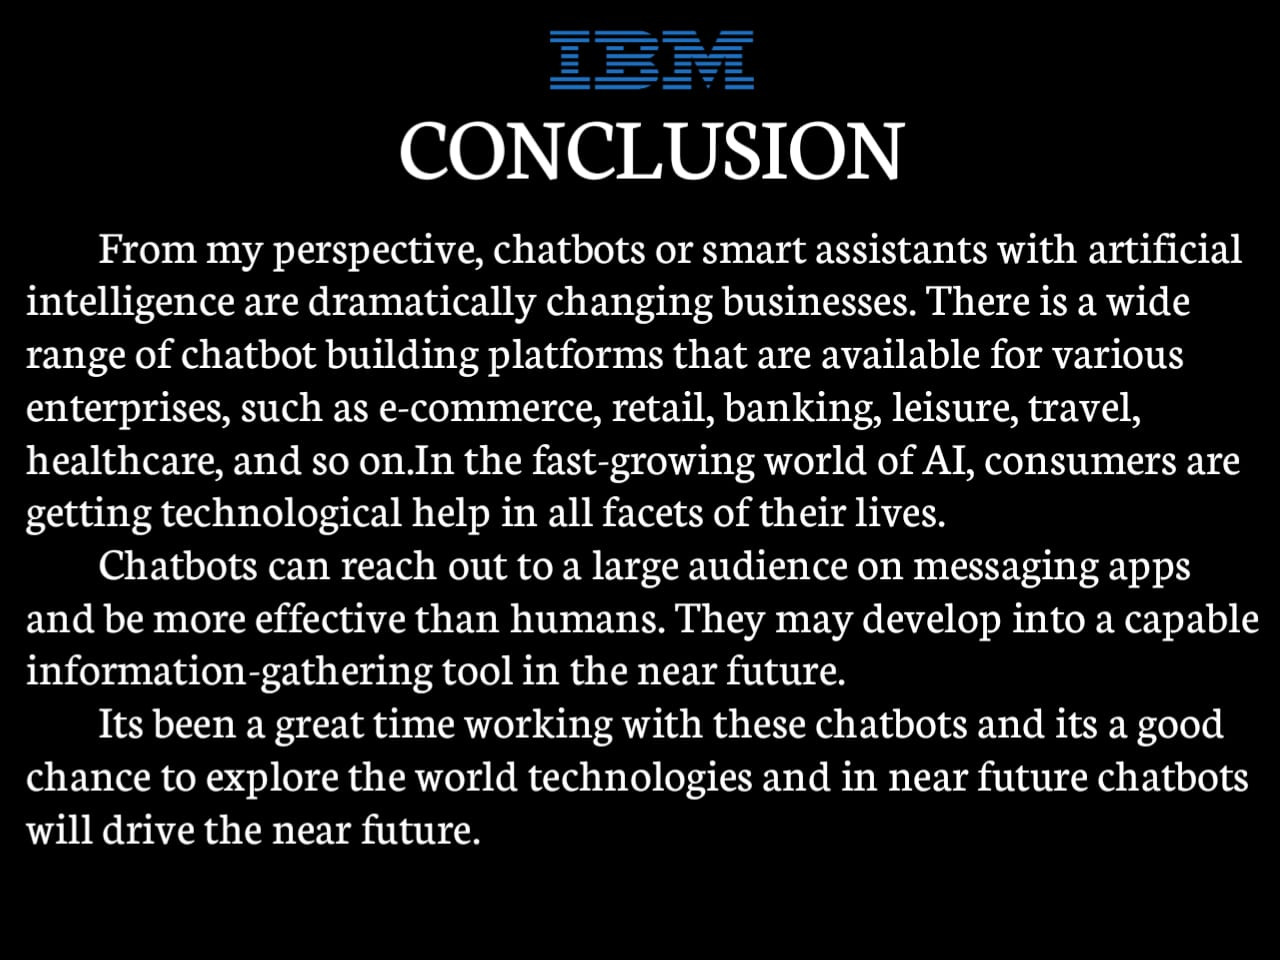 IBM
CONCLUSION
From my perspective, chatbots or smart assistants with artificial
intelligence are dramatically changing businesses. There is a wide
range of chatbot building platforms that are available for various
enterprises, such as e-commerce, retail, banking, leisure, travel,
healthcare, and so on.In the fast-growing world of AI, consumers are
getting technological help in all facets of their lives.
Chatbots can reach out to a large audience on messaging apps
and be more effective than humans. They may develop into a capable
information-gathering tool in the near future.
Its been a great time working with these chatbots and its a good
chance to explore the world technologies and in near future chatbots
will drive the near future.